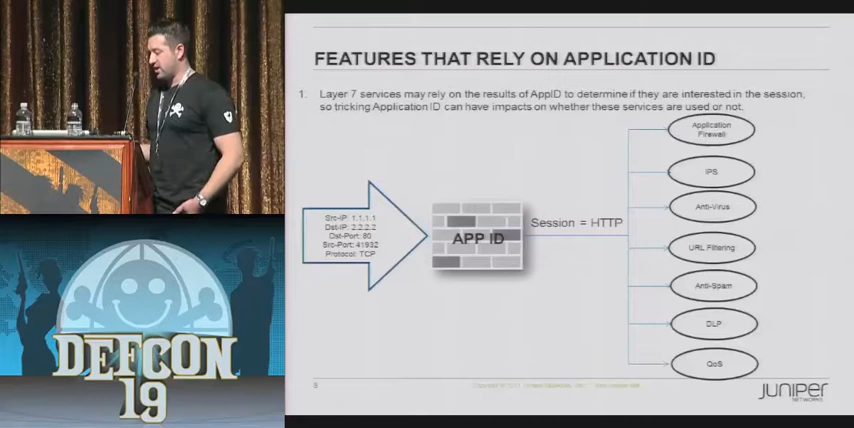 FEATURES THAT RELY ON APPLICATION ID
1. Layer 7 services may rely on the results of AppID to determine if they are interested in the session,
so tricking Application ID can have impacts on whether these services are used or not.
Application
Firewall
IPS
Anti-Virus
Src-IP: 1.1.1.1
Dst-IP: 2.2.2.2
Dst-Port: 80
Src-Port: 41932
Protocol: TCP
APP ID
Session = HTTP
URL Filtering
Anti-Spam
DLP
QoS
DEFCON
19
8
JUNIPER
NETWORKS